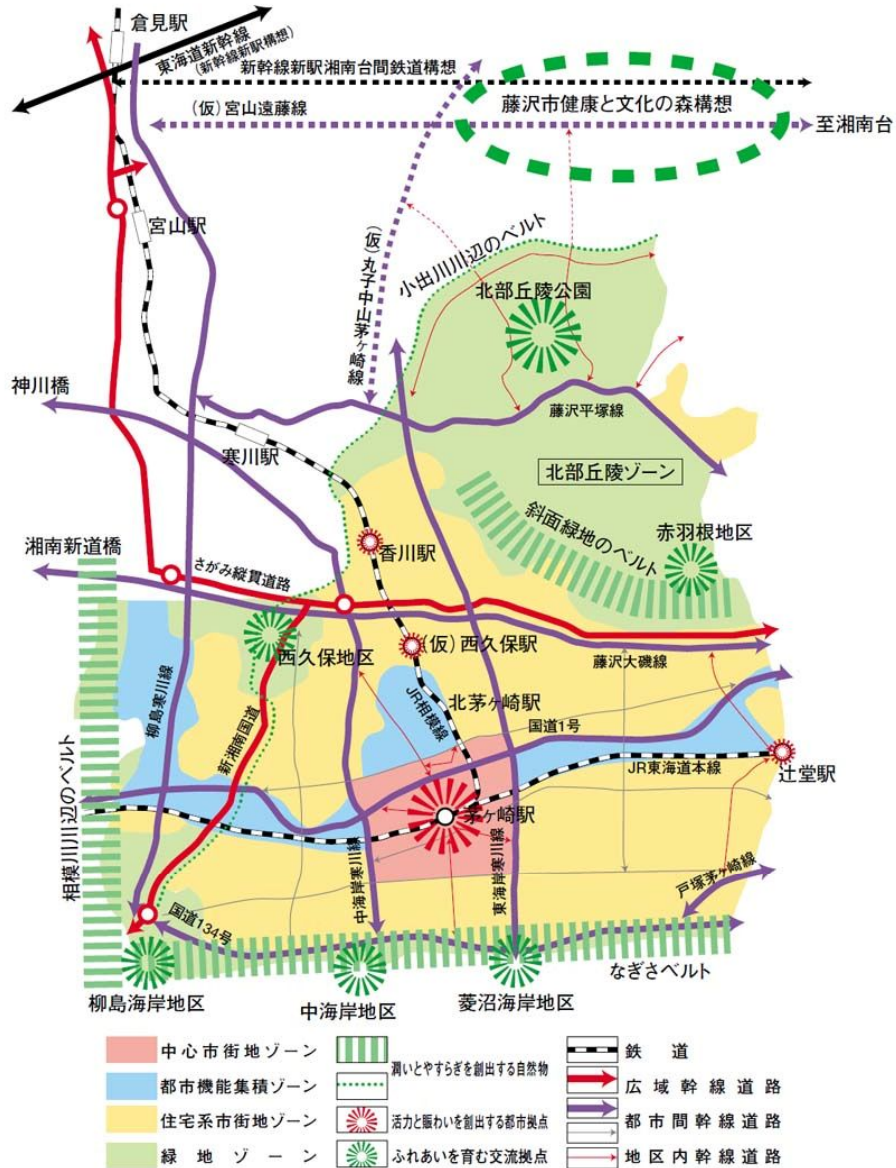 倉見駅
東海道新幹線
(新幹線新駅構想)
新幹線新駅湘南台間鉄道構想
藤沢市健康と文化の森構想
(仮)宮山遠藤線
至湘南台
宮山駅
(仮)丸子中山茅ヶ崎線
小出川川辺のベルト
北部丘陵公園
神川橋
藤沢平塚線
寒川駅
北部丘陵ゾーン
斜面緑地のベルト
赤羽根地区
香川駅
湘南新道橋
さがみ縦貫道路
西久保地区
(仮)西久保駅
藤沢大磯線
柳島寒川線
新湘南国道
JR相模線
北茅ヶ崎駅
国道1号
JR東海道本線
辻堂駅
相模川川辺のベルト
茅ヶ崎駅
中海岸寒川線
東海岸寒川線
戸塚茅ヶ崎線
国道134号
なぎさベルト
柳島海岸地区
中海岸地区
菱沼海岸地区
中心市街地ゾーン
都市機能集積ゾーン
住宅系市街地ゾーン
緑地ゾーン
潤いとやすらぎを創出する自然物
活力と賑わいを創出する都市拠点
ふれあいを育む交流拠点
鉄道
広域幹線道路
都市間幹線道路
地区内幹線道路